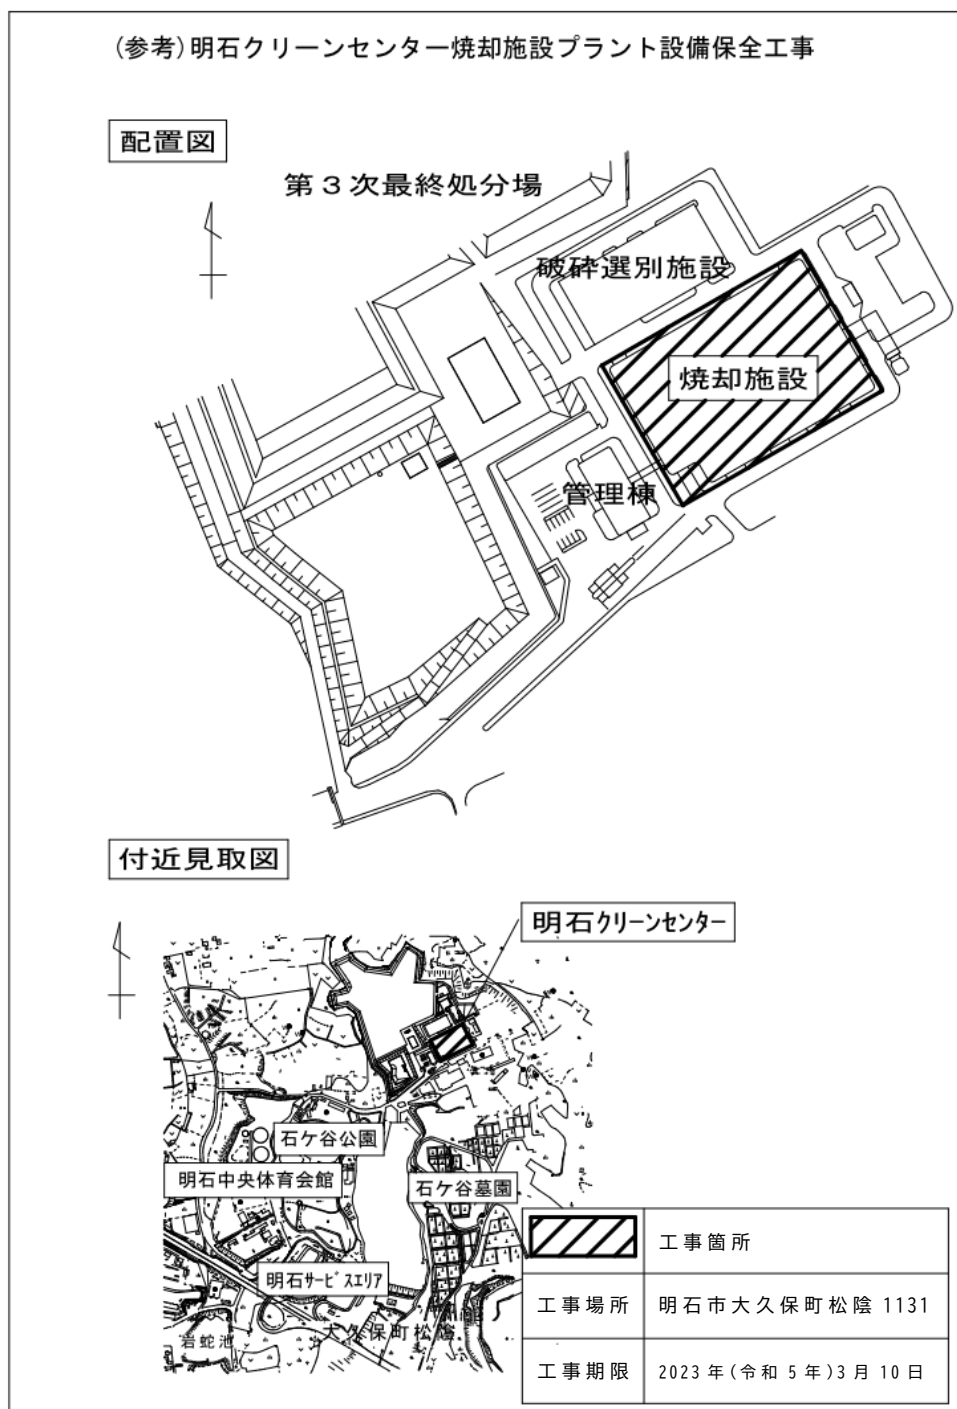 (参考)明石クリーンセンター焼却施設プラント設備保全工事
配置図
第３次最終処分場
破砕選別施設
焼却施設
管理棟
付近見取図
明石クリーンセンター
石ケ谷公園
明石中央体育会館
石ケ谷墓園
明石サービスエリア
岩蛇池
大久保町松陰
工事箇所
工事場所 明石市大久保町松陰 1131
工事期限 2023 年(令和 5 年)3 月 10 日